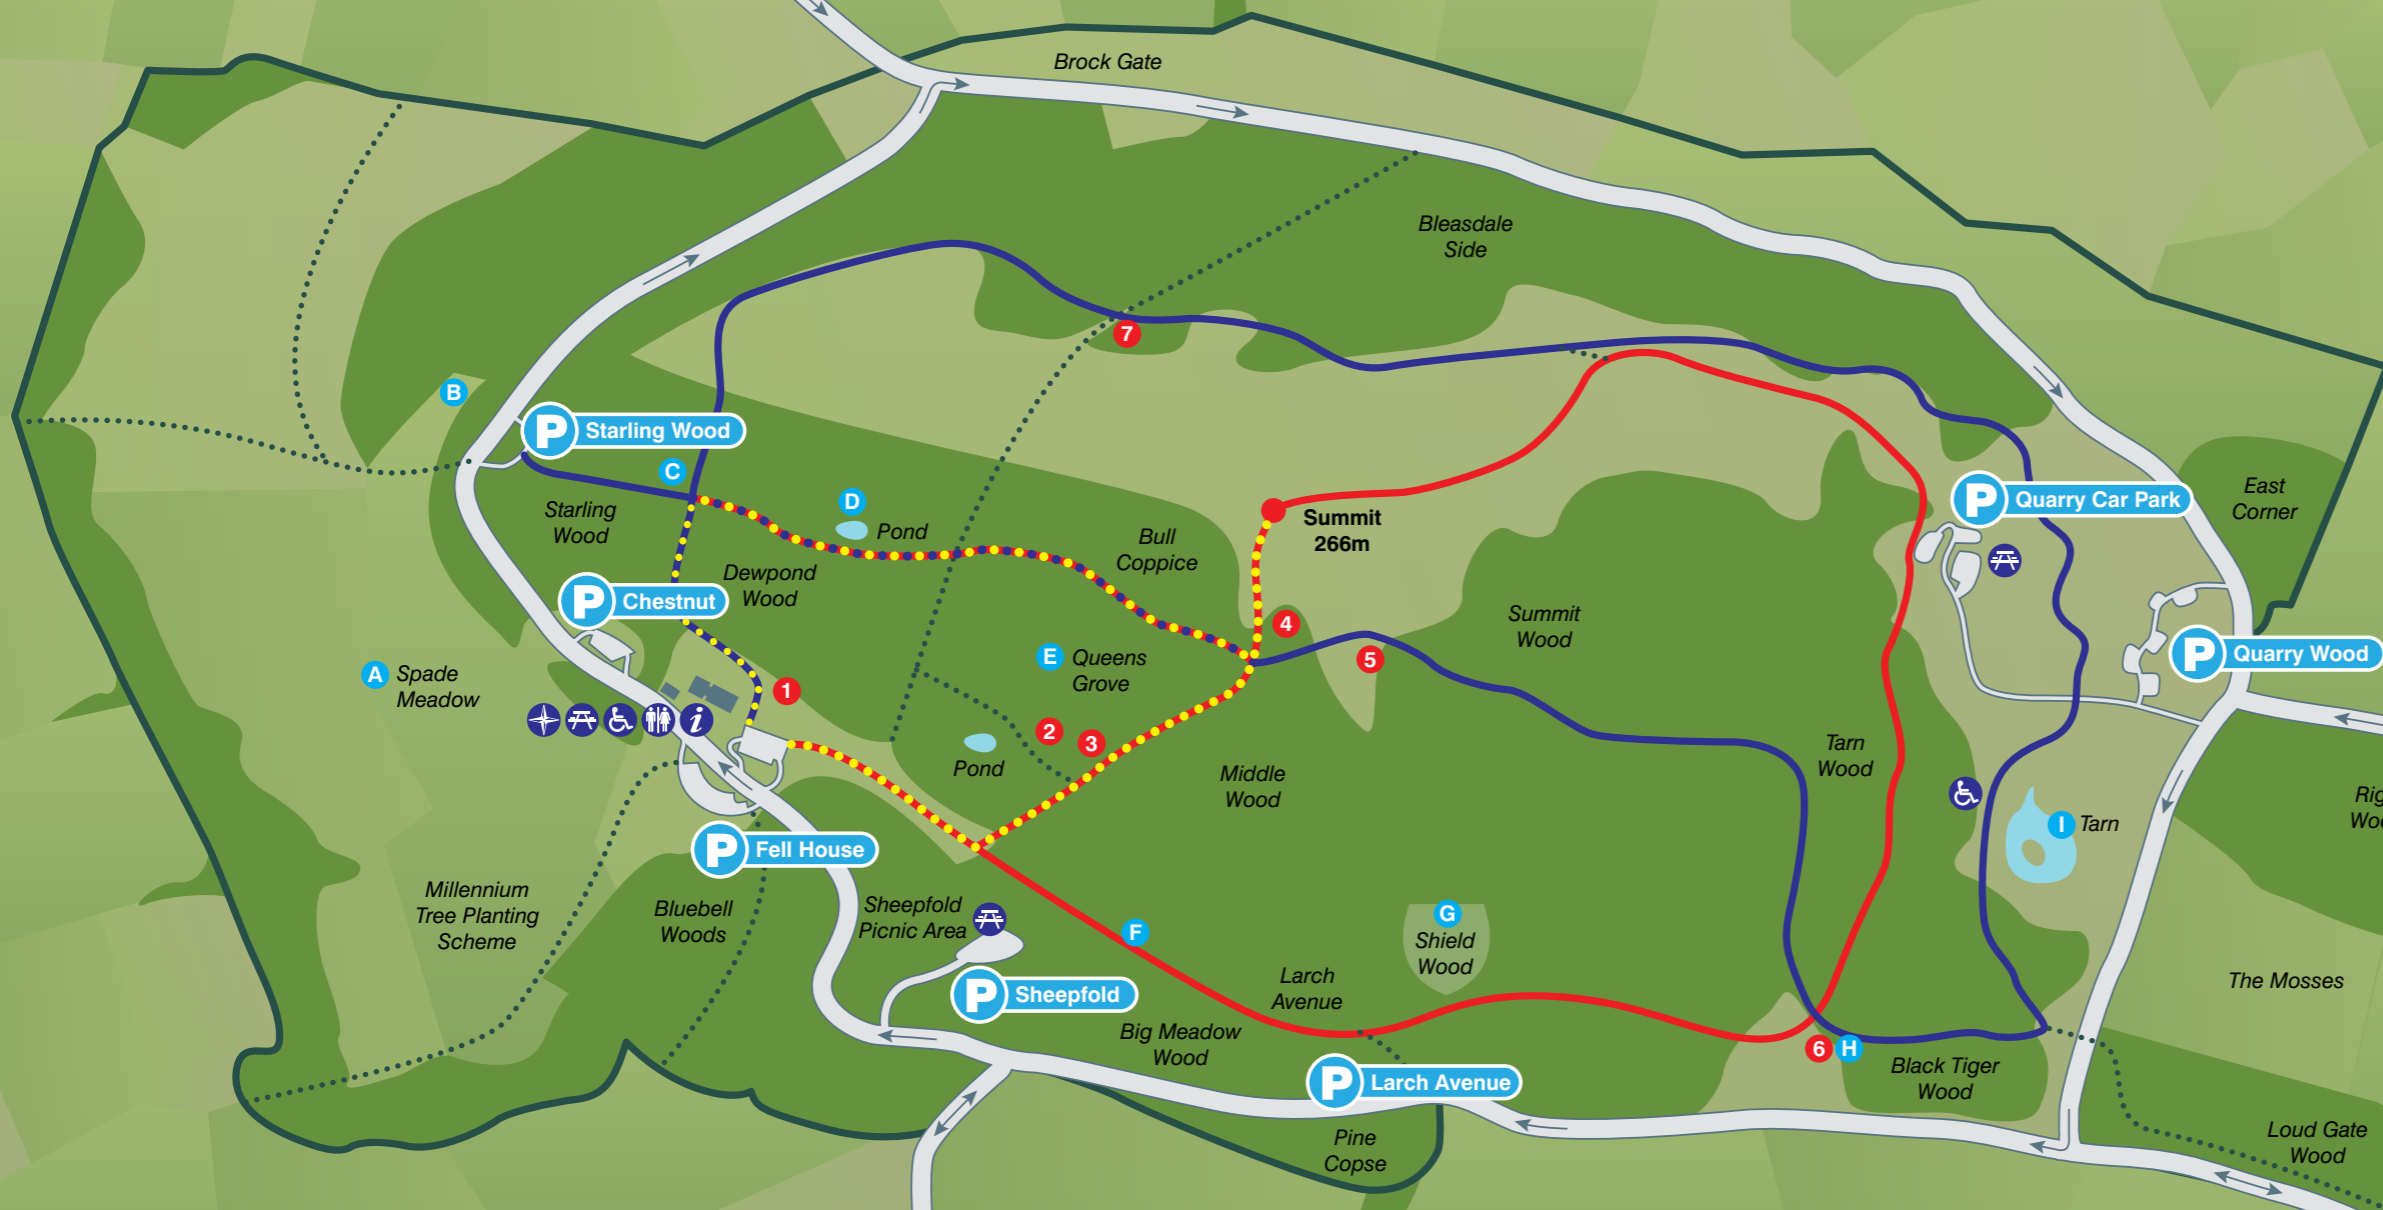 Brock Gate
Bleasdale
Side
7
B
P Starling Wood
C
D
Pond
Starling
Wood
Dewpond
Wood
Bull
Coppice
Summit
266m
P Quarry Car Park
East
Corner
P Chestnut
4
5
Summit
Wood
P Quarry Wood
A Spade
Meadow
1
E Queens
Grove
i
2
3
Pond
Middle
Wood
Tarn
Wood
I Tarn
Rig
Wo
P Fell House
Millennium
Tree Planting
Scheme
Bluebell
Woods
Sheepfold
Picnic Area
F
G
Shield
Wood
P Sheepfold
Larch
Avenue
The Mosses
Big Meadow
Wood
6
H
P Larch Avenue
Black Tiger
Wood
Pine
Copse
Loud Gate
Wood